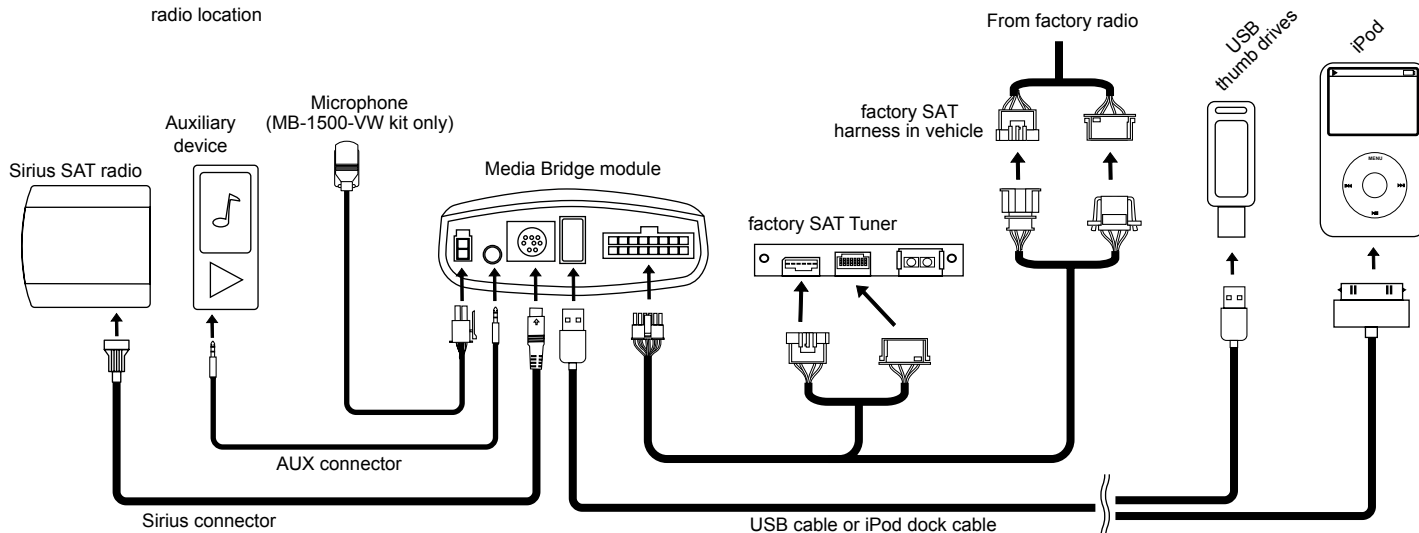 radio location
From factory radio
USB
thumb drives
iPod
Microphone
(MB-1500-VW kit only)
factory SAT
harness in vehicle
Auxiliary
device
Sirius SAT radio
Media Bridge module
MENU
factory SAT Tuner
AUX connector
Sirius connector
USB cable or iPod dock cable